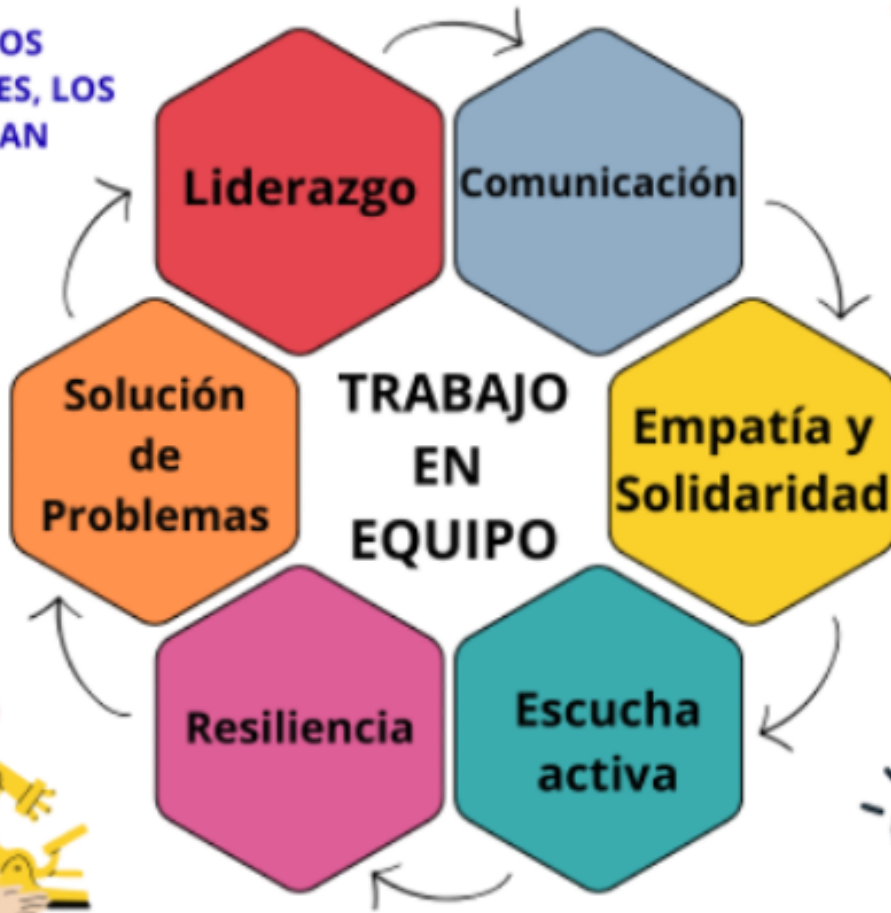 OS
ES, LOS
AN
Liderazgo
Comunicación
Solución
de
Problemas
TRABAJO
EN
EQUIPO
Empatía y
Solidaridad
Resiliencia
Escucha
activa